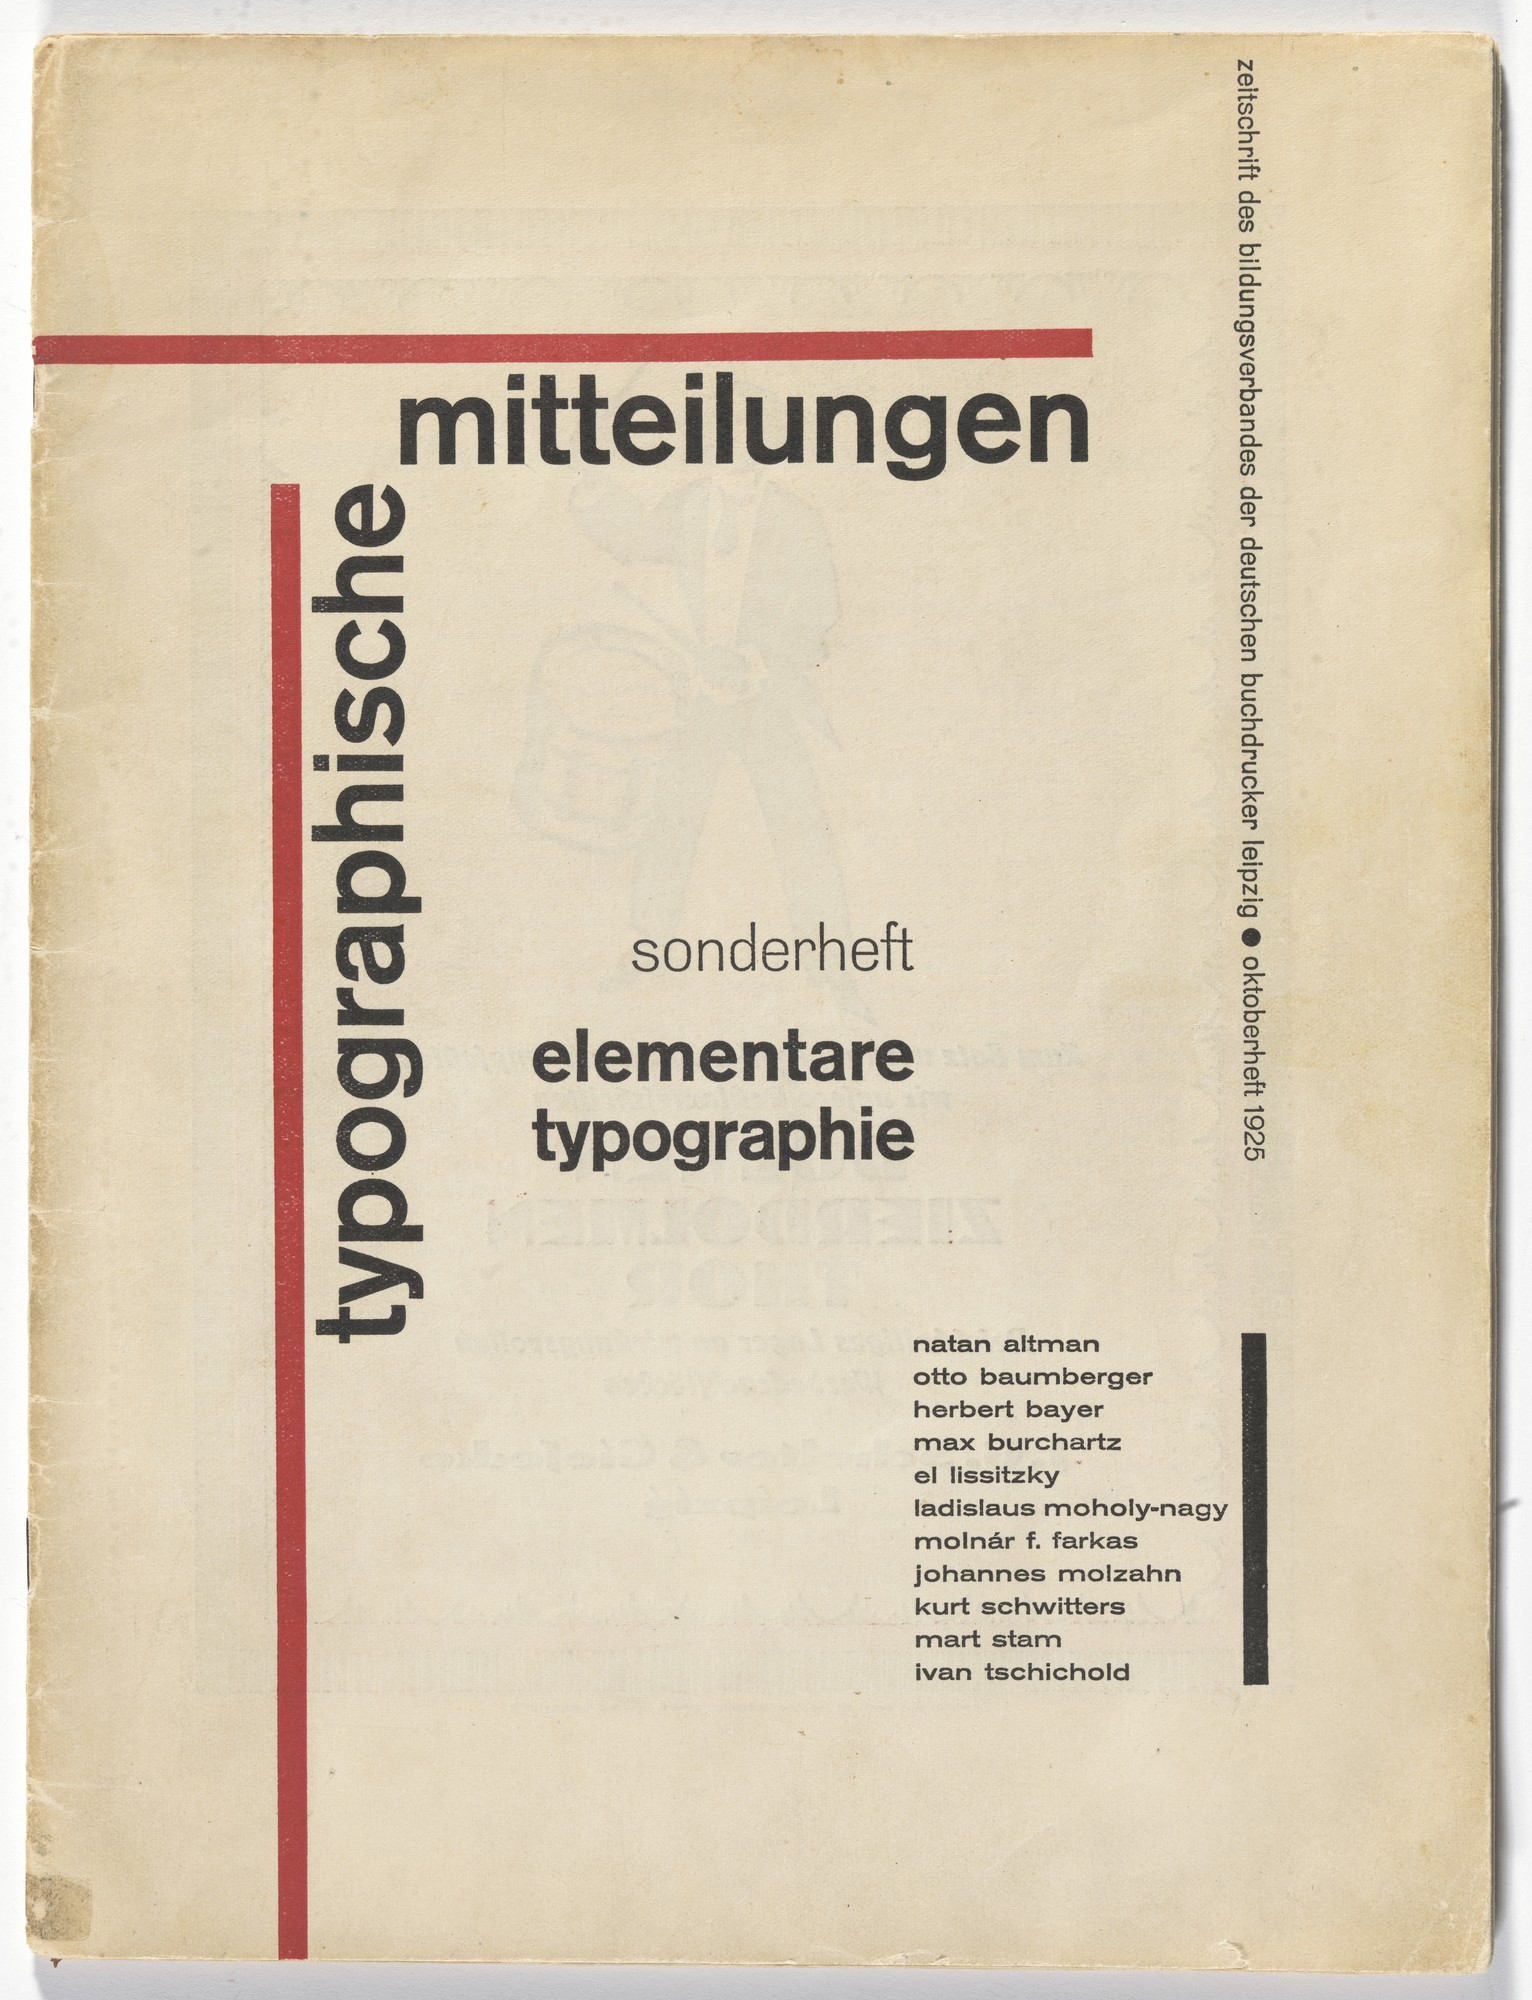 typographische
mitteilungen
zeitschrift des bildungsverbandes der deutschen buchdrucker leipzig ● oktoberheft 1925
sonderheft
elementare
typographie
natan altman
otto baumberger
herbert bayer
max burchartz
el lissitzky
ladislaus moholy-nagy
molnár f. farkas
johannes molzahn
kurt schwitters
mart stam
ivan tschichold